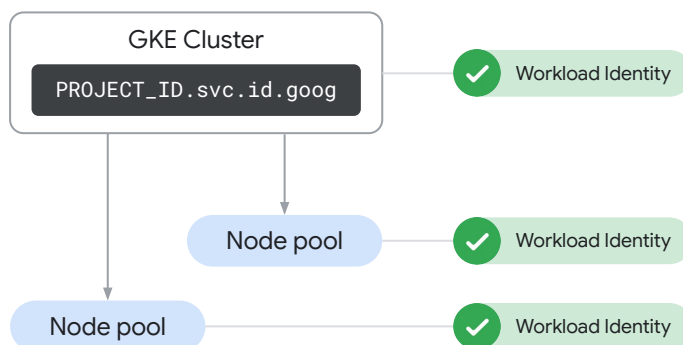 GKE Cluster
PROJECT_ID.svc.id.goog
Workload Identity
Node pool
Workload Identity
Node pool
Workload Identity